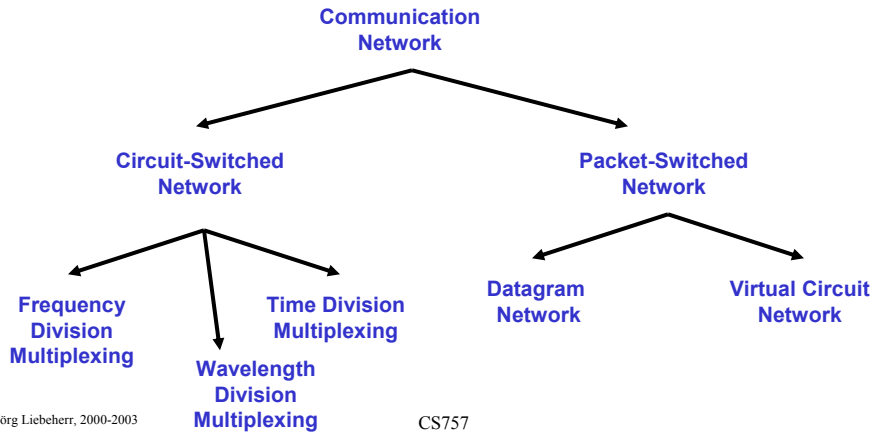 Communication
Network
Circuit-Switched
Network
Packet-Switched
Network
Frequency
Division
Multiplexing
Time Division
Multiplexing
Wavelength
Division
Multiplexing
Datagram
Network
Virtual Circuit
Network
örg Liebeherr, 2000-2003
CS757